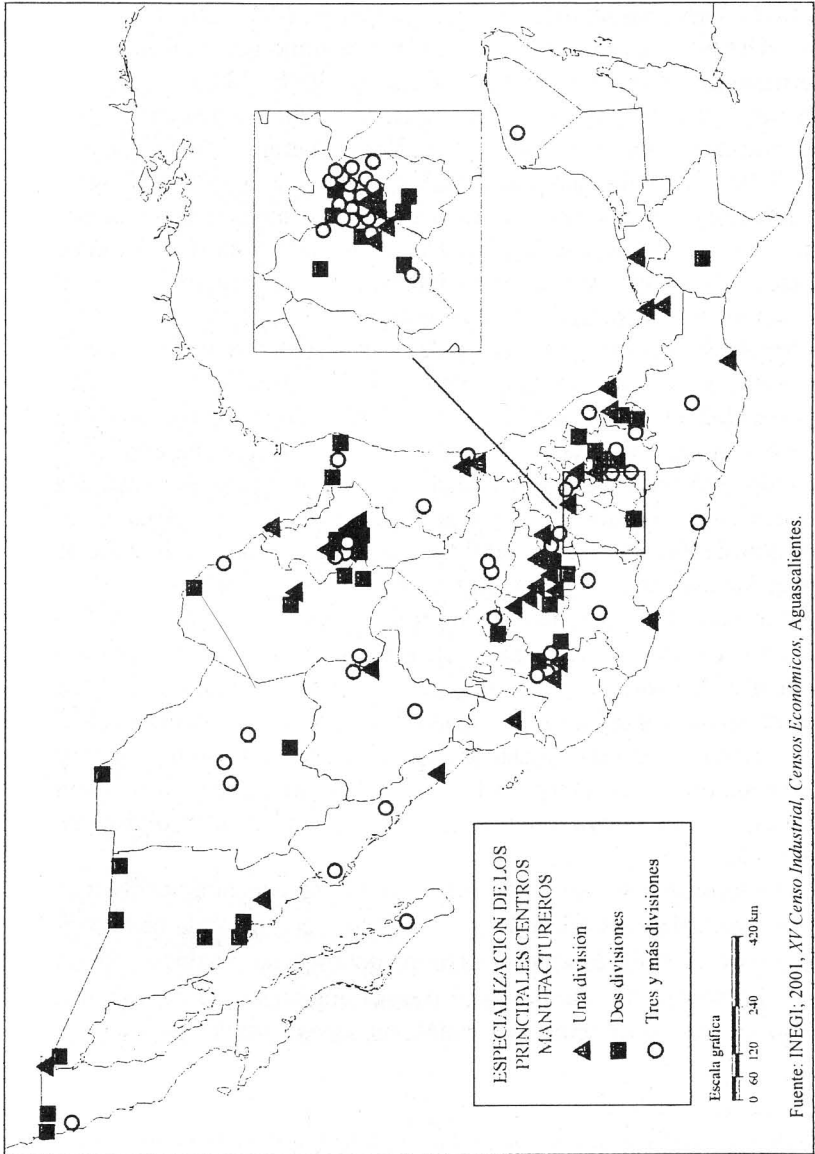 ESPECIALIZACION DE LOS
PRINCIPALES CENTROS
MANUFACTUREROS
Una división
Dos divisiones
Tres y más divisiones
Escala gráfica
0 60 120 240 420 km
Fuente: INEGI; 2001, XV Censo Industrial, Censos Económicos, Aguascalientes.